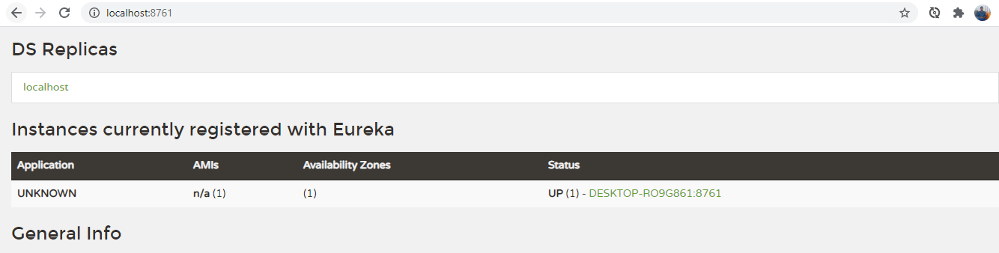 localhost:8761
DS Replicas
localhost
Instances currently registered with Eureka
Application AMIs Availability Zones Status
UNKNOWN n/a (1) (1) UP (1) - DESKTOP-RO9G861:8761
General Info